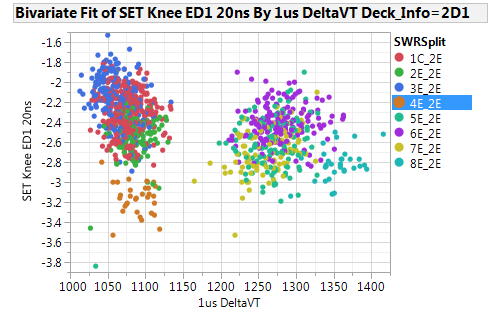 Bivariate Fit of SET Knee ED1 20ns By 1us DeltaVT Deck_Info=2D1
SWRSplit
1C_2E
2E_2E
3E_2E
4E_2E
5E_2E
6E_2E
7E_2E
8E_2E
SET Knee ED1 20ns
-1.6
-1.8
-2
-2.2
-2.4
-2.6
-2.8
-3
-3.2
-3.4
-3.6
-3.8
1000 1050 1100 1150 1200 1250 1300 1350 1400
1us DeltaVT